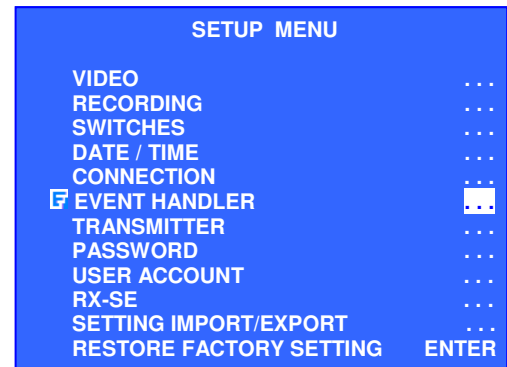 SETUP MENU
VIDEO ...
RECORDING ...
SWITCHES ...
DATE / TIME ...
CONNECTION ...
EVENT HANDLER ...
TRANSMITTER ...
PASSWORD ...
USER ACCOUNT ...
RX-SE ...
SETTING IMPORT/EXPORT ...
RESTORE FACTORY SETTING ENTER